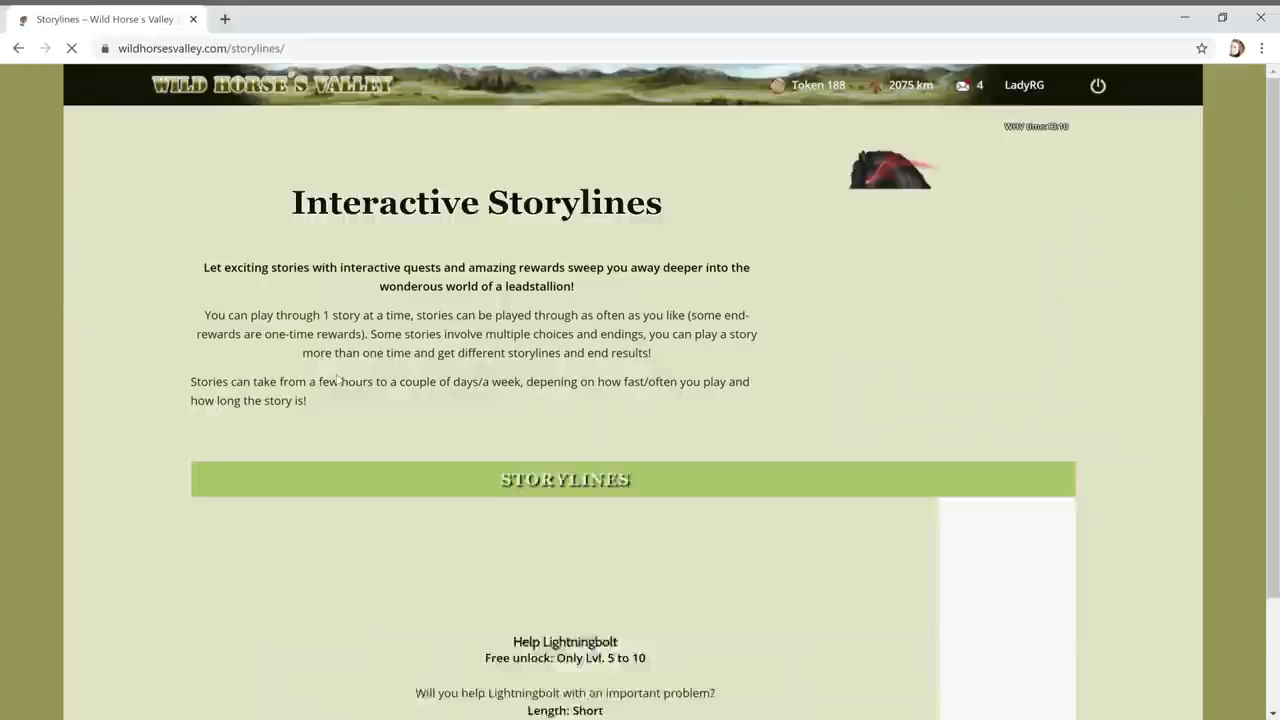 Storylines – Wild Horse´s Valley
wildhorsesvalley.com/storylines/
WILD HORSE'S VALLEY
Token 188
2075 km
4
LadyRG
WHV time:13:10
Interactive Storylines
Let exciting stories with interactive quests and amazing rewards sweep you away deeper into the
wonderous world of a leadstallion!
You can play through 1 story at a time, stories can be played through as often as you like (some end-
rewards are one-time rewards). Some stories involve multiple choices and endings, you can play a story
more than one time and get different storylines and end results!
Stories can take from a few hours to a couple of days/a week, depening on how fast/often you play and
how long the story is!
STORYLINES
Help Lightningbolt
Free unlock: Only Lvl. 5 to 10
Will you help Lightningbolt with an important problem?
Length: Short